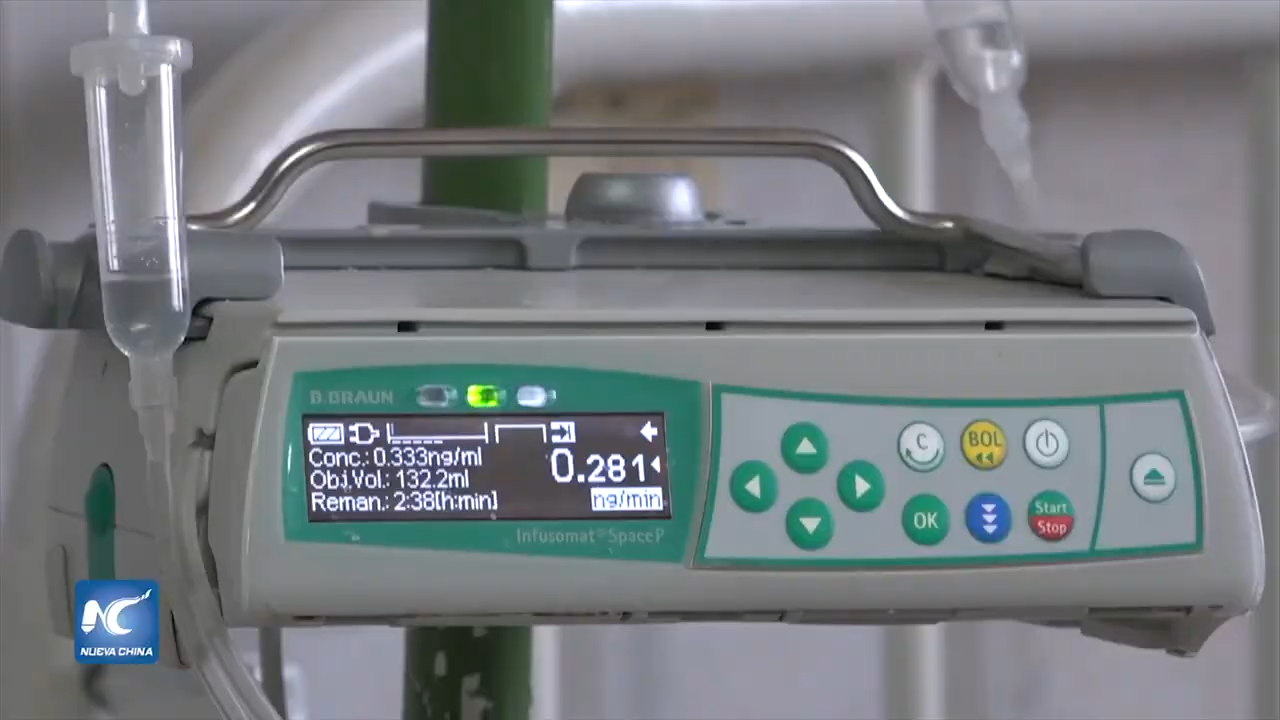 B.BRAUN
Conc.: 0.333ng/ml
Obj.Vol.: 132.2ml
Reman.: 2:38[h:min]
0.281
ng/min
Infusomat® Space P
C
BOL
OK
Start
Stop
NC
NUEVA CHINA